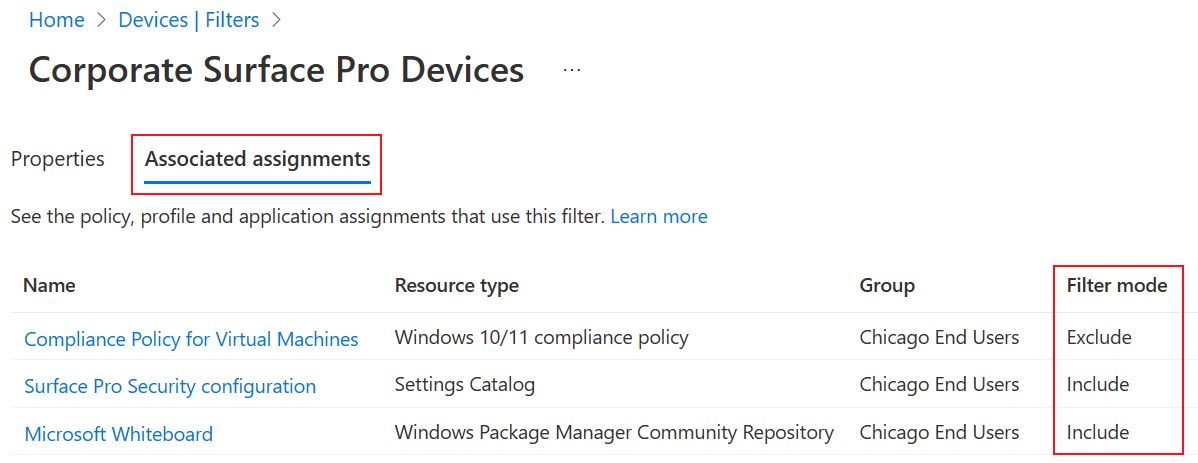 Home > Devices | Filters >
Corporate Surface Pro Devices ...
Properties Associated assignments
See the policy, profile and application assignments that use this filter. Learn more
Name Resource type Group Filter mode
Compliance Policy for Virtual Machines Windows 10/11 compliance policy Chicago End Users Exclude
Surface Pro Security configuration Settings Catalog Chicago End Users Include
Microsoft Whiteboard Windows Package Manager Community Repository Chicago End Users Include